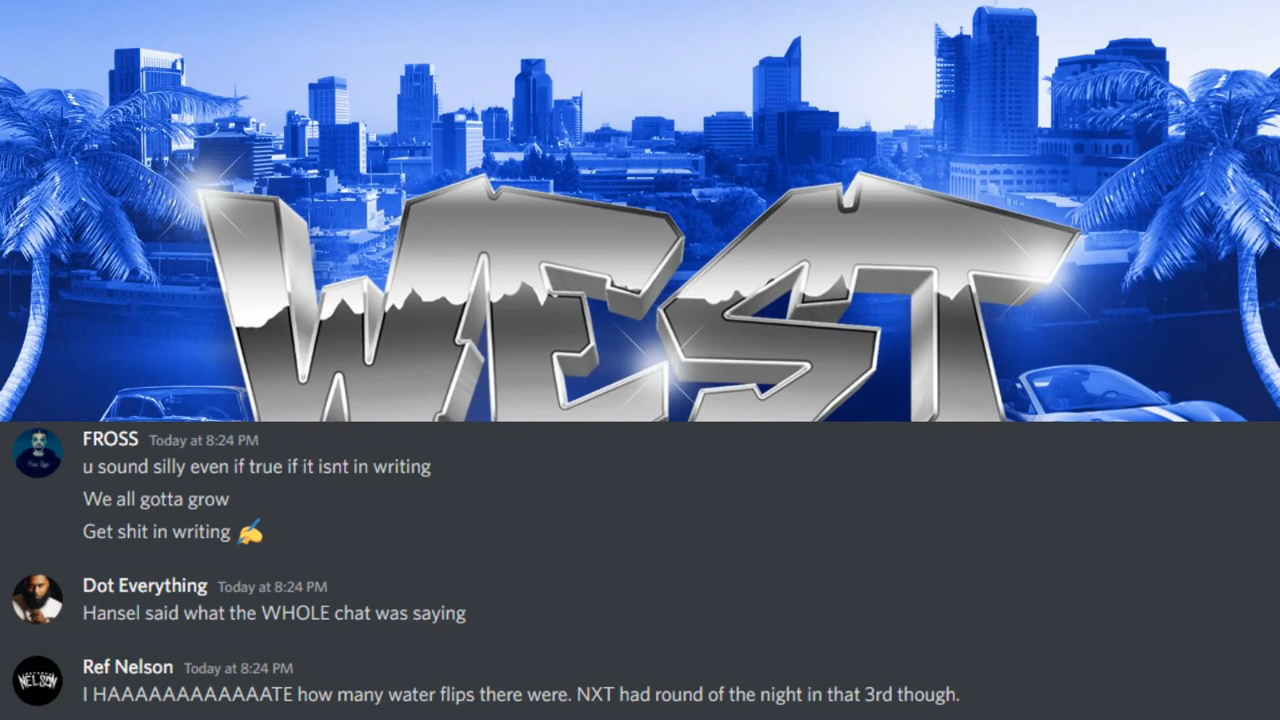 WEST
FROSS Today at 8:24 PM
u sound silly even if true if it isnt in writing
We all gotta grow
Get shit in writing ✍
Dot Everything Today at 8:24 PM
Hansel said what the WHOLE chat was saying
NELSON
Ref Nelson Today at 8:24 PM
I HAAAAAAAAAAAATE how many water flips there were. NXT had round of the night in that 3rd though.